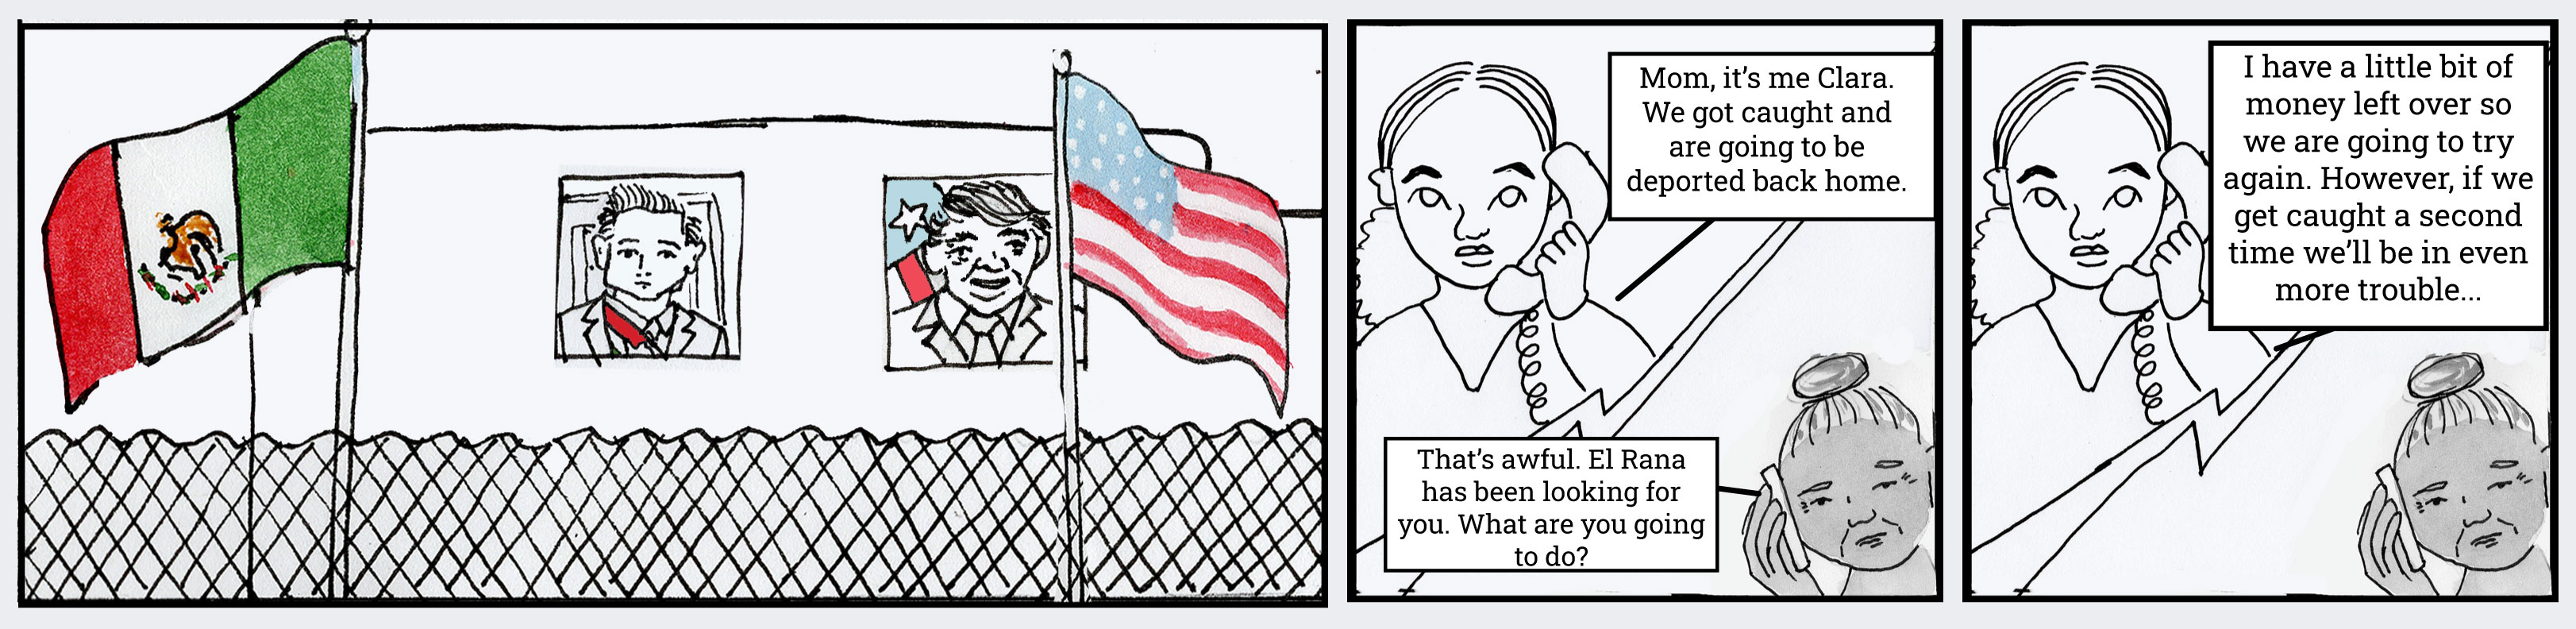 Mom, it’s me Clara.
We got caught and
are going to be
deported back home.
That’s awful. El Rana
has been looking for
you. What are you going
to do?
I have a little bit of
money left over so
we are going to try
again. However, if we
get caught a second
time we’ll be in even
more trouble...